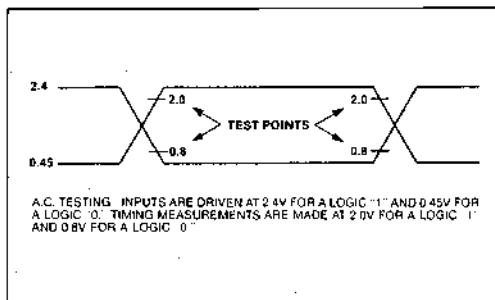 2.4
2.0
2.0
TEST POINTS
0.8
0.8
0.45
A.C. TESTING INPUTS ARE DRIVEN AT 2.4V FOR A LOGIC "1" AND 0.45V FOR
A LOGIC "0." TIMING MEASUREMENTS ARE MADE AT 2.0V FOR A LOGIC "1"
AND 0.8V FOR A LOGIC "0"